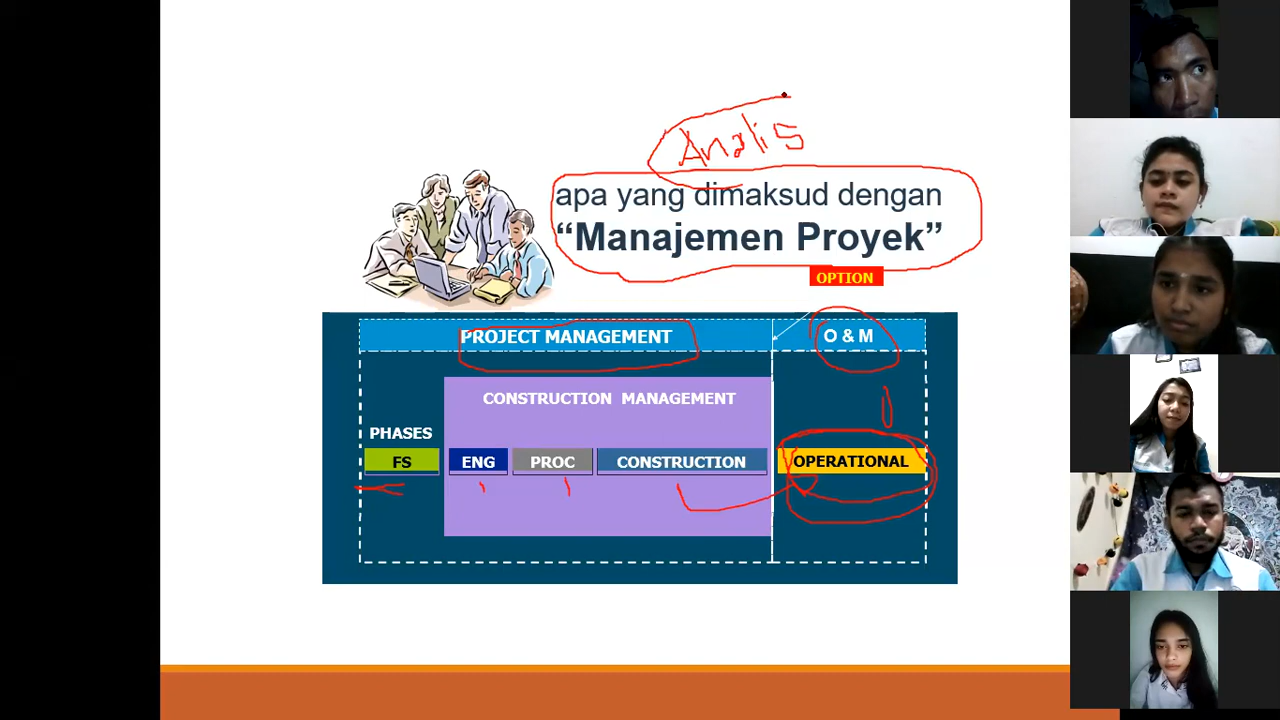 Analis
apa yang dimaksud dengan
“Manajemen Proyek”
OPTION
PROJECT MANAGEMENT
O & M
CONSTRUCTION MANAGEMENT
PHASES
FS
ENG
PROC
CONSTRUCTION
OPERATIONAL